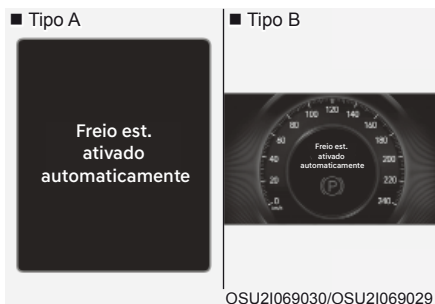 ■ Tipo A
Freio est.
ativado
automaticamente
■ Tipo B
0
20
40
60
80
100
120
140
160
180
200
220
240
km/h
Freio est.
ativado
automaticamente
P
OSU2I069030/OSU2I069029